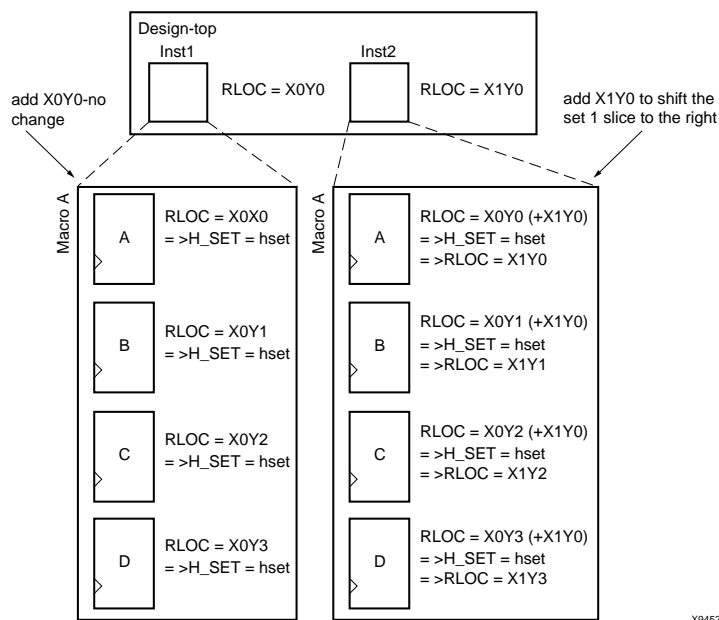 Design-top
Inst1
Inst2
RLOC = X0Y0
RLOC = X1Y0
add X0Y0-no
change
add X1Y0 to shift the
set 1 slice to the right
Macro A
A
RLOC = X0X0
= >H_SET = hset
B
RLOC = X0Y1
= >H_SET = hset
C
RLOC = X0Y2
= >H_SET = hset
D
RLOC = X0Y3
= >H_SET = hset
Macro A
A
RLOC = X0Y0 (+X1Y0)
= >H_SET = hset
= >RLOC = X1Y0
B
RLOC = X0Y1 (+X1Y0)
= >H_SET = hset
= >RLOC = X1Y1
C
RLOC = X0Y2 (+X1Y0)
= >H_SET = hset
= >RLOC = X1Y2
D
RLOC = X0Y3 (+X1Y0)
= >H_SET = hset
= >RLOC = X1Y3